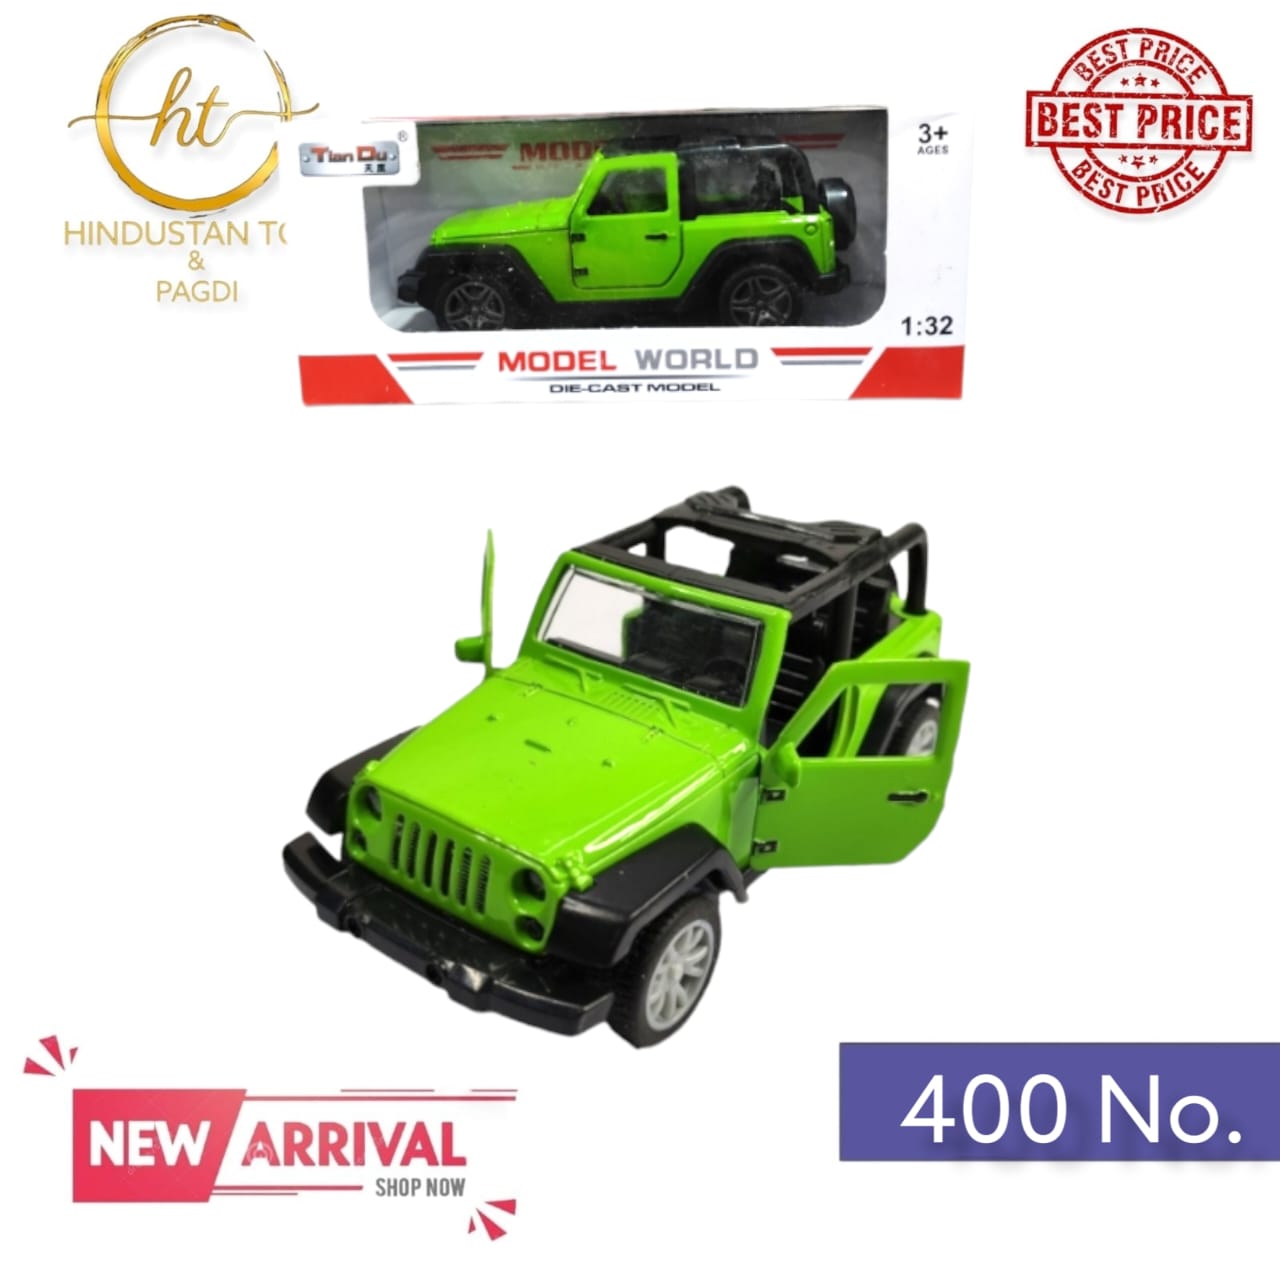 ht
HINDUSTAN TO
&
PAGDI
Tian Du
®
MODE
3+
AGES
1:32
MODEL WORLD
DIE-CAST MODEL
BEST PRICE
BEST PRICE
BEST PRICE
NEW ARRIVAL
SHOP NOW
400 No.